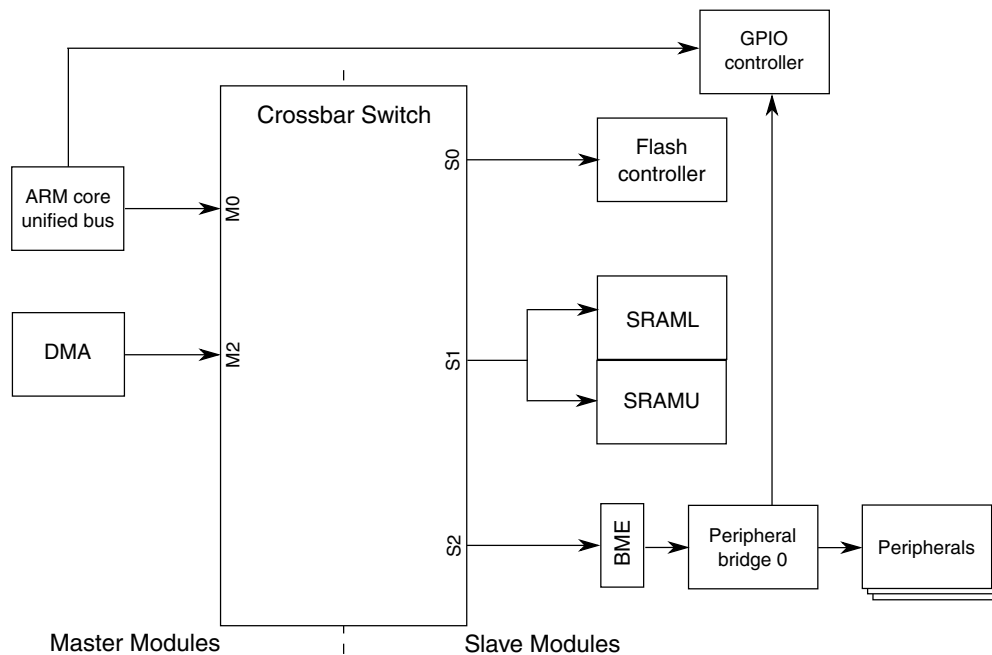 GPIO
controller
Crossbar Switch
S0
Flash
controller
ARM core
unified bus
M0
SRAML
DMA
M2
S1
SRAMU
S2
BME
Peripheral
bridge 0
Peripherals
Master Modules
Slave Modules